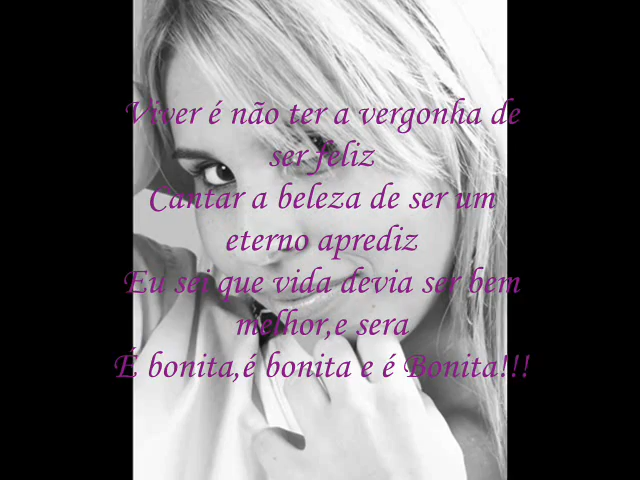 Viver é não ter a vergonha de
ser feliz
Cantar a beleza de ser um
eterno aprediz
Eu sei que vida devia ser bem
melhor,e sera
É bonita,é bonita e é Bonita!!!